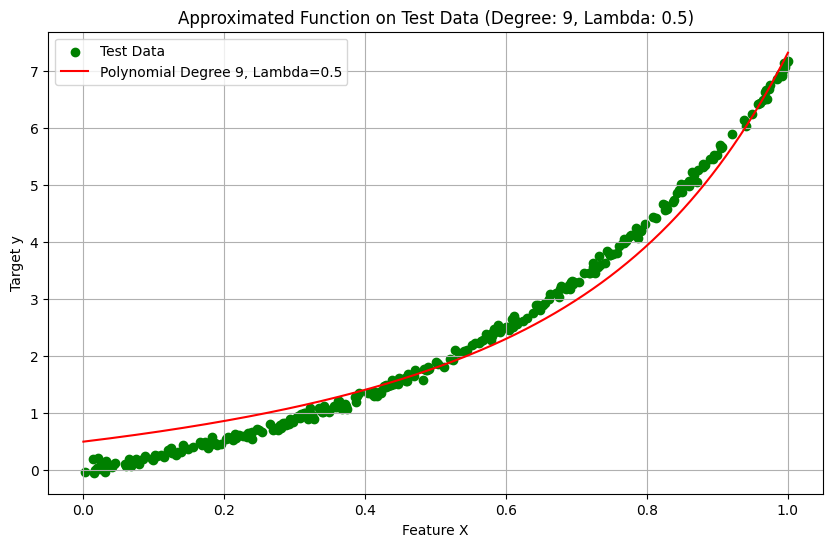 Approximated Function on Test Data (Degree: 9, Lambda: 0.5)
Test Data
Polynomial Degree 9, Lambda=0.5
Target y
7
6
5
4
3
2
1
0
0.0
0.2
0.4
0.6
0.8
1.0
Feature X